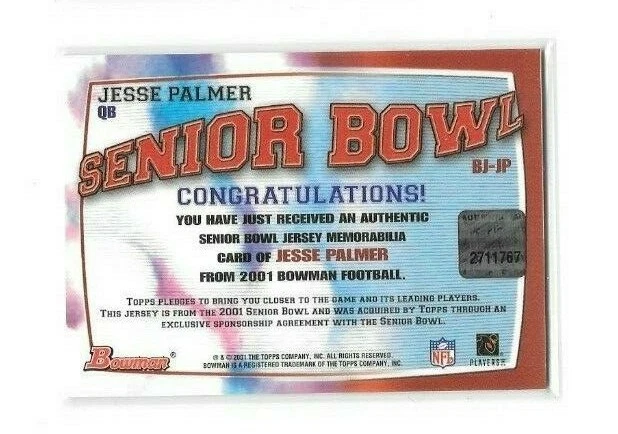 JESSE PALMER
QB
SENIOR BOWL
BJ-JP
CONGRATULATIONS!
YOU HAVE JUST RECEIVED AN AUTHENTIC
SENIOR BOWL JERSEY MEMORABILIA
CARD OF JESSE PALMER
FROM 2001 BOWMAN FOOTBALL.
2711767
TOPPS PLEDGES TO BRING YOU CLOSER TO THE GAME AND ITS LEADING PLAYERS.
THIS JERSEY IS FROM THE 2001 SENIOR BOWL AND WAS ACQUIRED BY TOPPS THROUGH AN
EXCLUSIVE SPONSORSHIP AGREEMENT WITH THE SENIOR BOWL.
Bowman®
® & © 2001 THE TOPPS COMPANY, INC. ALL RIGHTS RESERVED
BOWMAN IS A REGISTERED TRADEMARK OF THE TOPPS COMPANY, INC.
NFL
PLAYERS INC